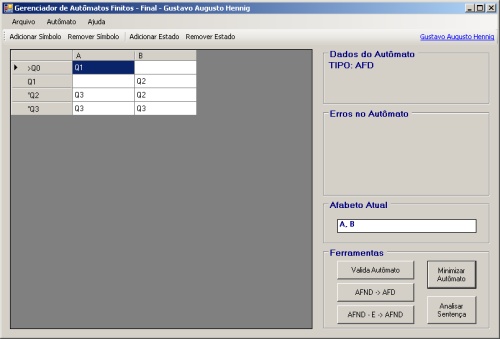 Gerenciador de Autômatos Finitos - Final - Gustavo Augusto Hennig
Arquivo Autômato Ajuda
Adicionar Símbolo Remover Símbolo Adicionar Estado Remover Estado Gustavo Augusto Hennig
A B
>Q0 Q1
Q1 Q2
*Q2 Q3 Q2
*Q3 Q3 Q3
Dados do Autômato
TIPO: AFD
Erros no Autômato
Afabeto Atual
A, B
Ferramentas
Valida Autômato
AFND -> AFD
AFND - E -> AFND
Minimizar
Autômato
Analisar
Sentença